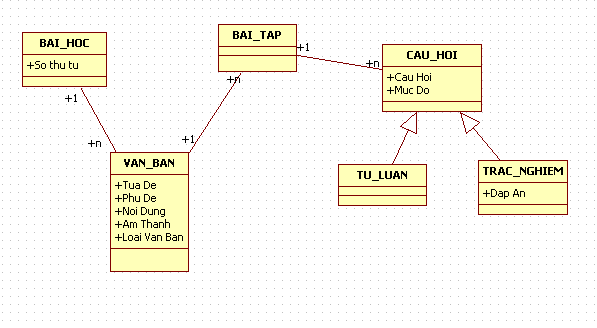 BAI_HOC
+So thu tu
+1
+n
BAI_TAP
+1
+n
+n
+1
CAU_HOI
+Cau Hoi
+Muc Do
VAN_BAN
+Tua De
+Phu De
+Noi Dung
+Am Thanh
+Loai Van Ban
TU_LUAN
TRAC_NGHIEM
+Dap An